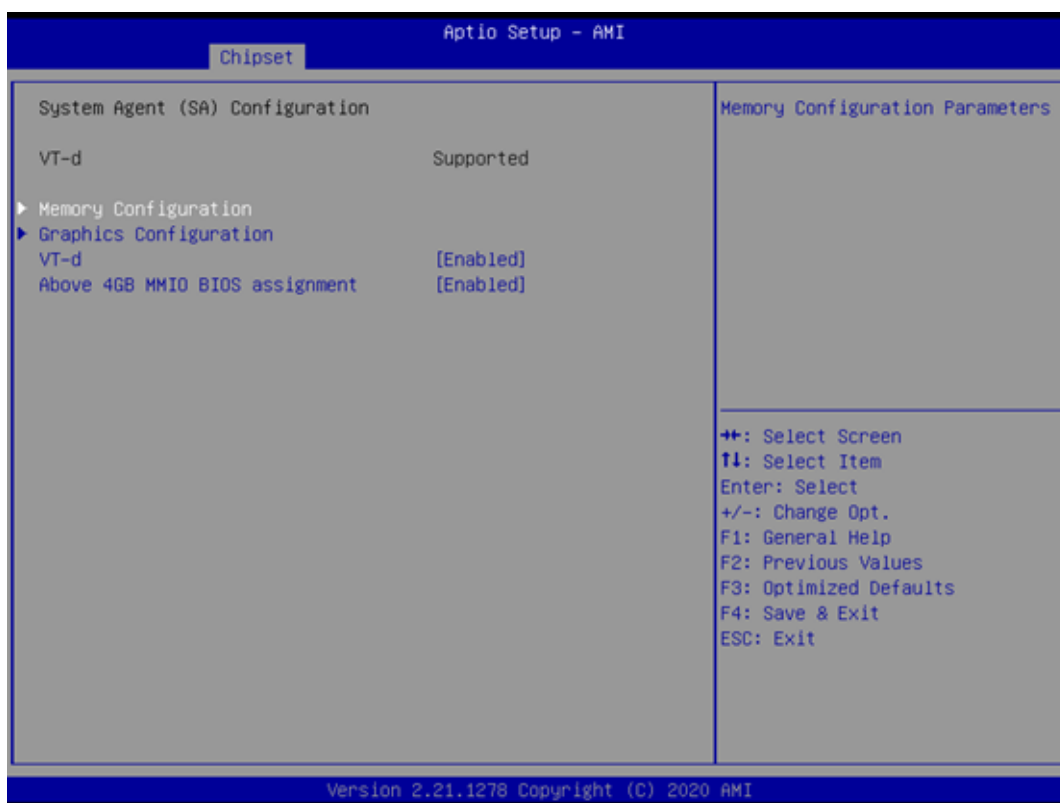 Aptio Setup - AMI
Chipset
System Agent (SA) Configuration
VT-d Supported
Memory Configuration
Graphics Configuration
VT-d [Enabled]
Above 4GB MMIO BIOS assignment [Enabled]
Memory Configuration Parameters
→←: Select Screen
↑↓: Select Item
Enter: Select
+/-: Change Opt.
F1: General Help
F2: Previous Values
F3: Optimized Defaults
F4: Save & Exit
ESC: Exit
Version 2.21.1278 Copyright (C) 2020 AMI